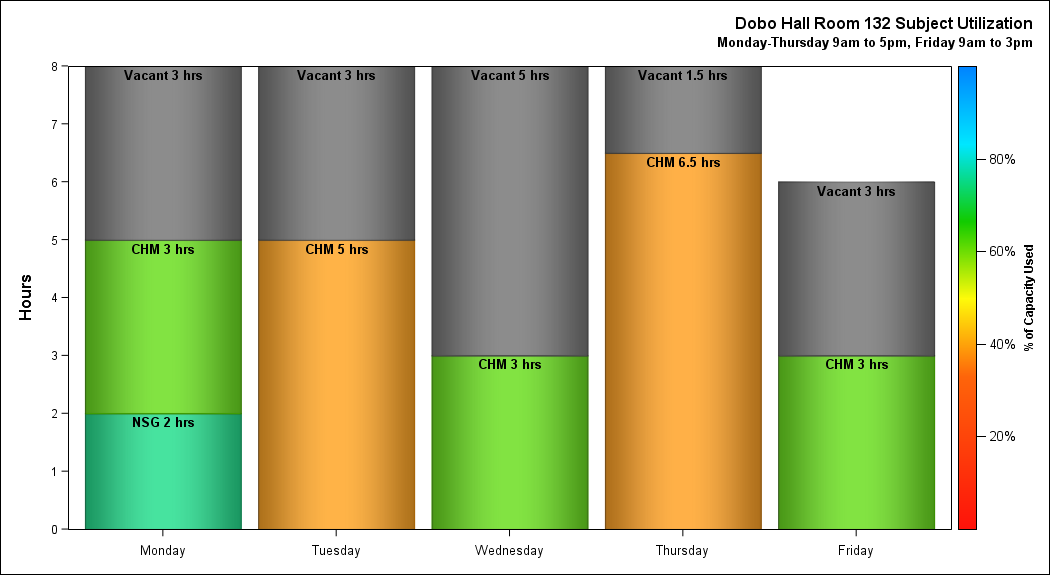 Dobo Hall Room 132 Subject Utilization
Monday-Thursday 9am to 5pm, Friday 9am to 3pm
Hours
8
7
6
5
4
3
2
1
0
Vacant 3 hrs
CHM 3 hrs
NSG 2 hrs
Vacant 3 hrs
CHM 5 hrs
Vacant 5 hrs
CHM 3 hrs
Vacant 1.5 hrs
CHM 6.5 hrs
Vacant 3 hrs
CHM 3 hrs
Monday
Tuesday
Wednesday
Thursday
Friday
80%
60%
40%
20%
% of Capacity Used